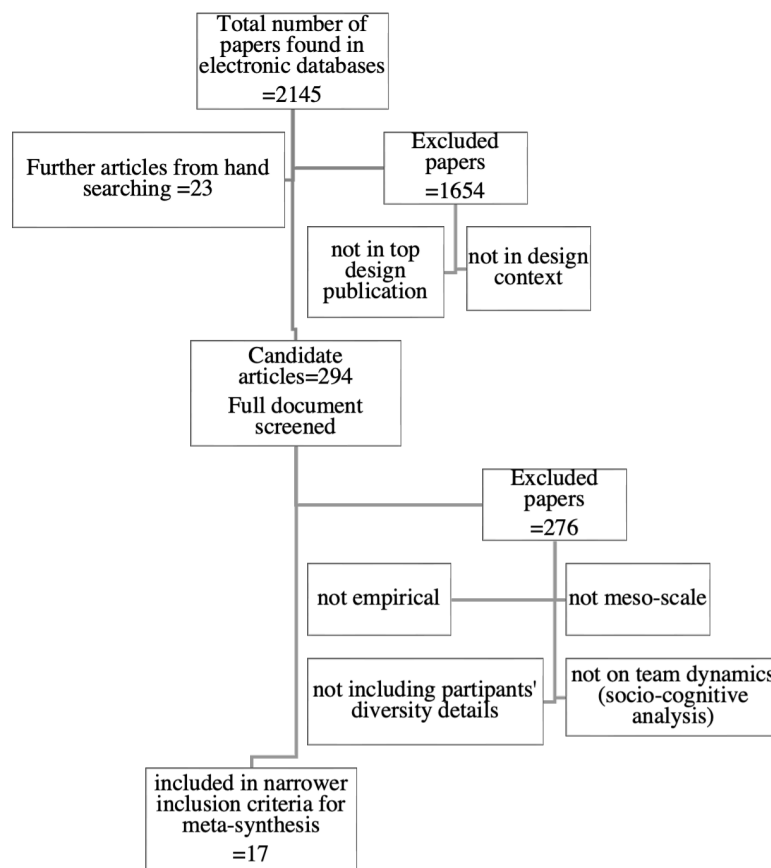 Total number of
papers found in
electronic databases
=2145
Further articles from hand
searching =23
Excluded
papers
=1654
not in top
design
publication
not in design
context
Candidate
articles=294
Full document
screened
Excluded
papers
=276
not empirical
not meso-scale
not including partipants'
diversity details
not on team dynamics
(socio-cognitive
analysis)
included in narrower
inclusion criteria for
meta-synthesis
=17